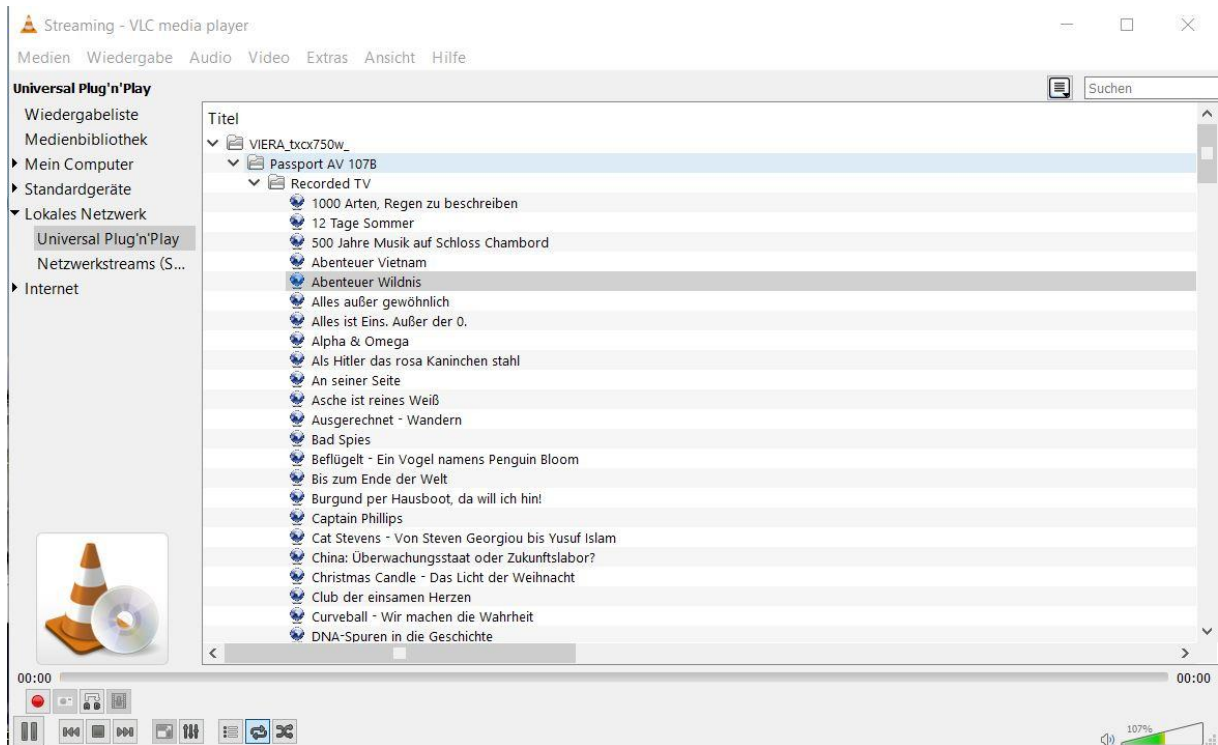 Streaming - VLC media player
Medien Wiedergabe Audio Video Extras Ansicht Hilfe
Universal Plug'n'Play
Suchen
Wiedergabeliste
Medienbibliothek
Mein Computer
Standardgeräte
Lokales Netzwerk
Universal Plug'n'Play
Netzwerkstreams (S...
Internet
Titel
VIERA_txcx750w_
Passport AV 107B
Recorded TV
1000 Arten, Regen zu beschreiben
12 Tage Sommer
500 Jahre Musik auf Schloss Chambord
Abenteuer Vietnam
Abenteuer Wildnis
Alles außer gewöhnlich
Alles ist Eins. Außer der 0.
Alpha & Omega
Als Hitler das rosa Kaninchen stahl
An seiner Seite
Asche ist reines Weiß
Ausgerechnet - Wandern
Bad Spies
Beflügelt - Ein Vogel namens Penguin Bloom
Bis zum Ende der Welt
Burgund per Hausboot, da will ich hin!
Captain Phillips
Cat Stevens - Von Steven Georgiou bis Yusuf Islam
China: Überwachungsstaat oder Zukunftslabor?
Christmas Candle - Das Licht der Weihnacht
Club der einsamen Herzen
Curveball - Wir machen die Wahrheit
DNA-Spuren in die Geschichte
00:00 00:00
107%